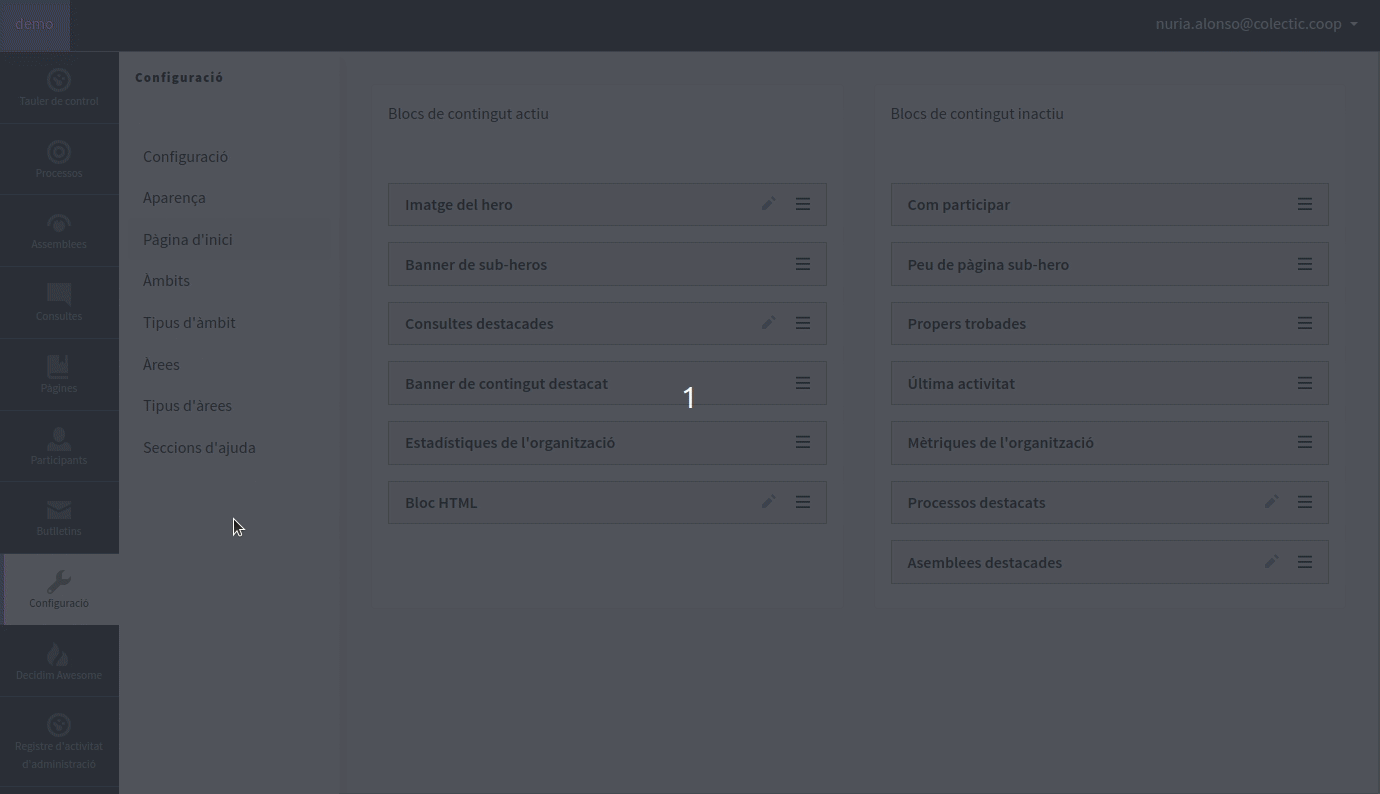 demo
nuria.alonso@colectic.coop
Tauler de control
Processos
Assemblees
Consultes
Pàgines
Participants
Butlletins
Configuració
Decidim Awesome
Registre d'activitat
d'administració
Configuració
Configuració
Aparença
Pàgina d'inici
Àmbits
Tipus d'àmbit
Àrees
Tipus d'àrees
Seccions d'ajuda
Blocs de contingut actiu
Imatge del hero
Banner de sub-heros
Consultes destacades
Banner de contingut destacat
Estadístiques de l'organització
Bloc HTML
1
Blocs de contingut inactiu
Com participar
Peu de pàgina sub-hero
Propers trobades
Última activitat
Mètriques de l'organització
Processos destacats
Asemblees destacades